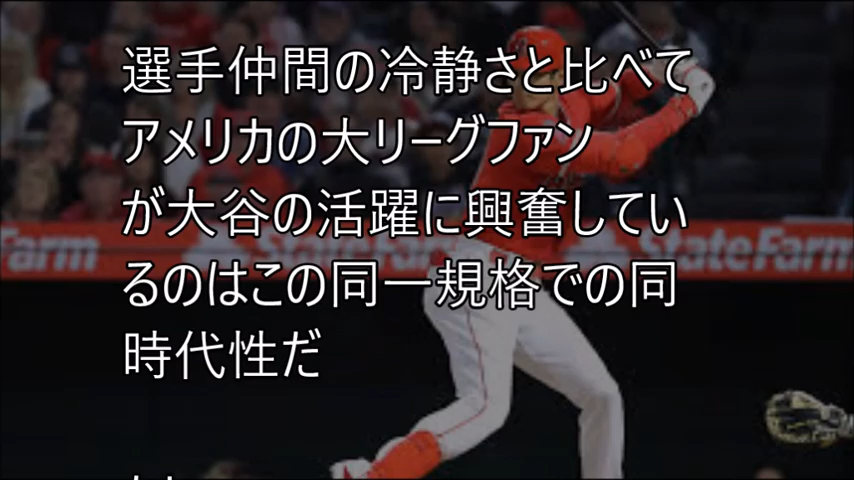 選手仲間の冷静さと比べて
アメリカの大リーグファン
が大谷の活躍に興奮してい
るのはこの同一規格での同
時代性だ
Farm
StateFarm